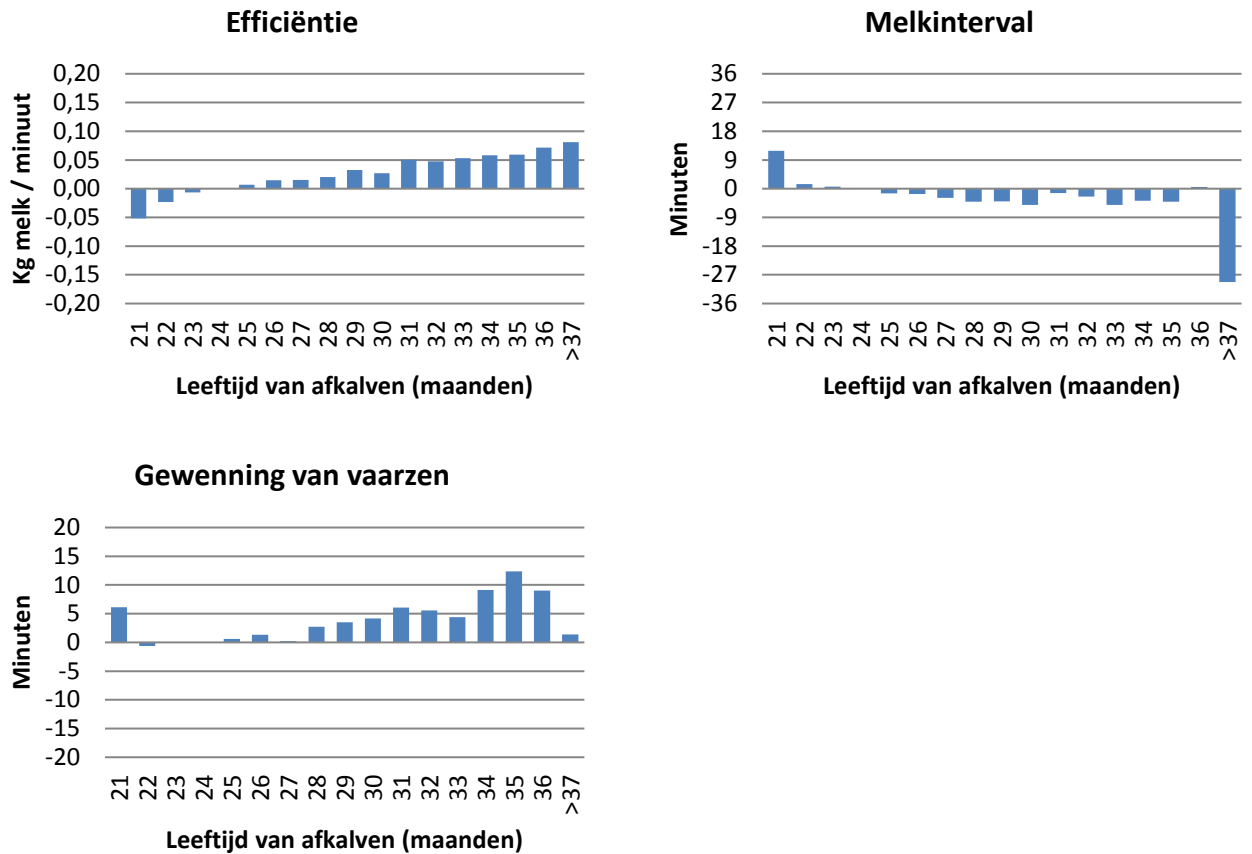 Efficiëntie
0,20
0,15
0,10
0,05
0,00
-0,05
-0,10
-0,15
-0,20
Kg melk / minuut
21 22 23 24 25 26 27 28 29 30 31 32 33 34 35 36 >37
Leeftijd van afkalven (maanden)
Melkinterval
36
27
18
9
0
-9
-18
-27
-36
Minuten
21 22 23 24 25 26 27 28 29 30 31 32 33 34 35 36 >37
Leeftijd van afkalven (maanden)
Gewenning van vaarzen
20
15
10
5
0
-5
-10
-15
-20
Minuten
21 22 23 24 25 26 27 28 29 30 31 32 33 34 35 36 >37
Leeftijd van afkalven (maanden)